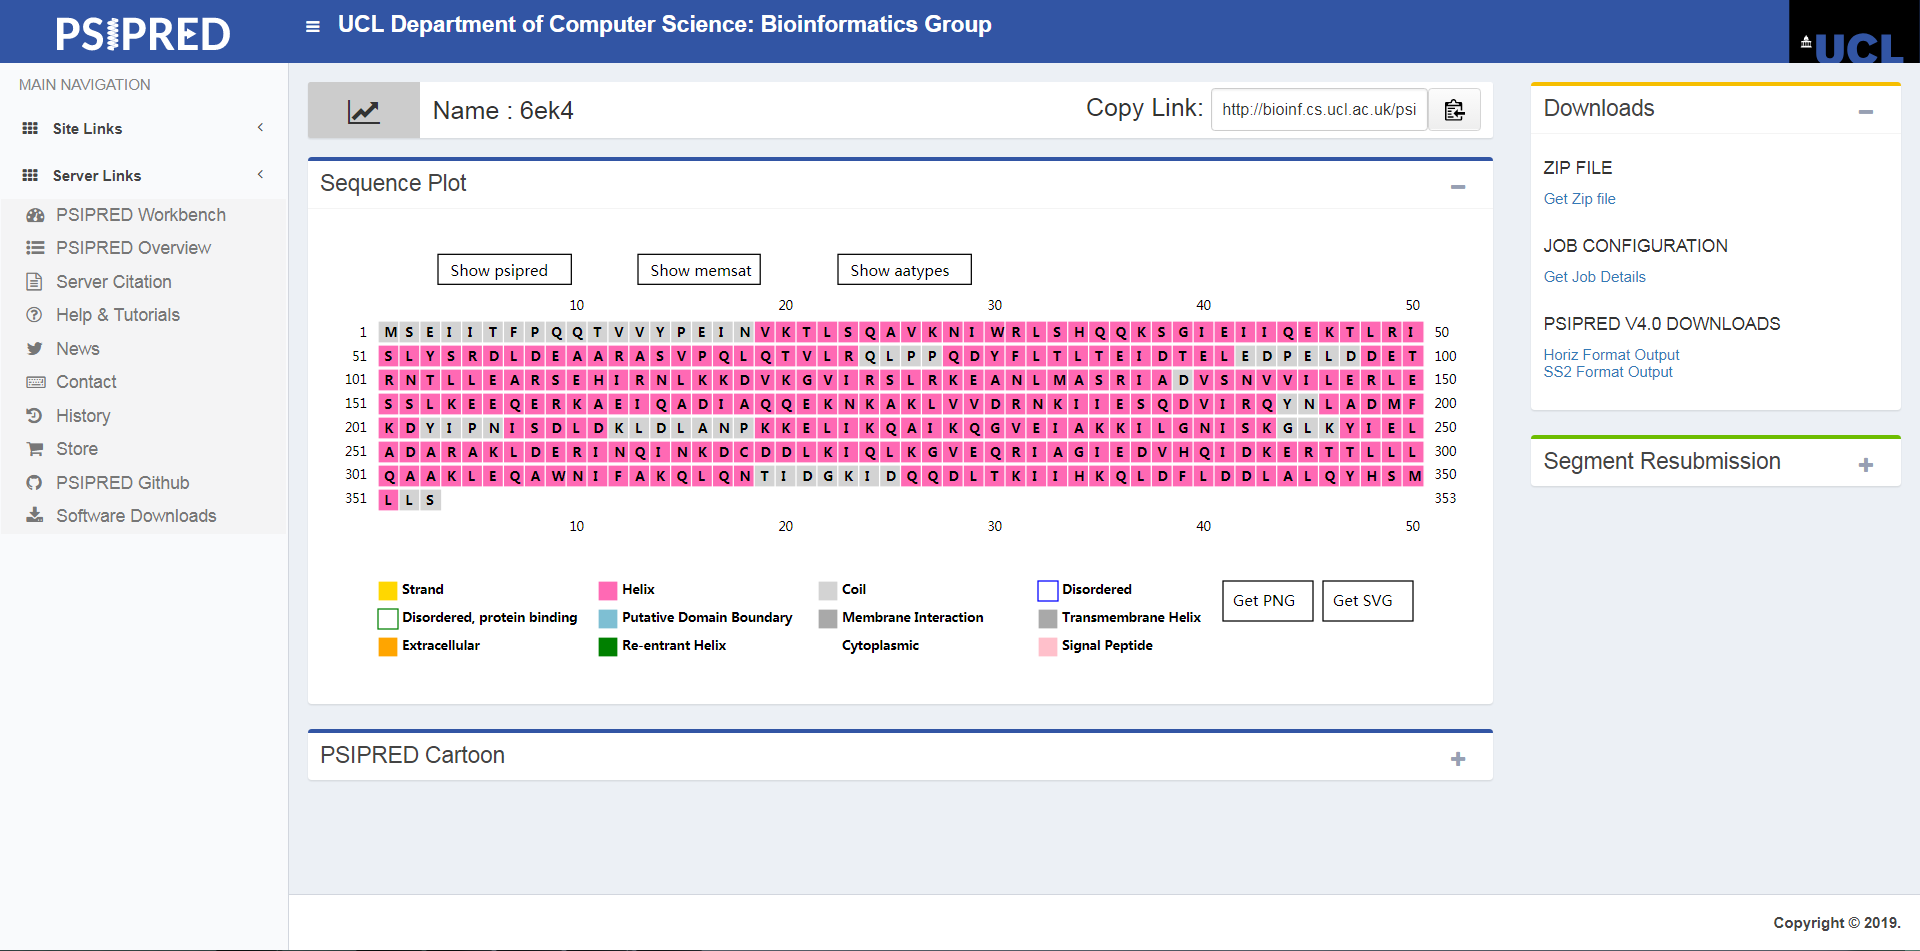 PSIPRED
UCL Department of Computer Science: Bioinformatics Group
UCL
MAIN NAVIGATION
Site Links
Server Links
PSIPRED Workbench
PSIPRED Overview
Server Citation
Help & Tutorials
News
Contact
History
Store
PSIPRED Github
Software Downloads
Name : 6ek4
Copy Link: http://bioinf.cs.ucl.ac.uk/psi
Sequence Plot
Show psipred Show memsat Show aatypes
10 20 30 40 50
1 M S E I I T F P Q Q T V V Y P E I N V K T L S Q A V K N I W R L S H Q Q K S G I E I I Q E K T L R I 50
51 S L Y S R D L D E A A R A S V P Q L Q T V L R Q L P P Q D Y F L T L T E I D T E L E D P E L D D E T 100
101 R N T L L E A R S E H I R N L K K D V K G V I R S L R K E A N L M A S R I A D V S N V V I L E R L E 150
151 S S L K E E Q E R K A E I Q A D I A Q Q E K N K A K L V V D R N K I I E S Q D V I R Q Y N L A D M F 200
201 K D Y I P N I S D L D K L D L A N P K K E L I K Q A I K Q G V E I A K K I L G N I S K G L K Y I E L 250
251 A D A R A K L D E R I N Q I N K D C D D L K I Q L K G V E Q R I A G I E D V H Q I D K E R T T L L L 300
301 Q A A K L E Q A W N I F A K Q L Q N T I D G K I D Q Q D L T K I I H K Q L D F L D D L A L Q Y H S M 350
351 L L S 353
10 20 30 40 50
Strand Helix Coil Disordered
Disordered, protein binding Putative Domain Boundary Membrane Interaction Transmembrane Helix
Extracellular Re-entrant Helix Cytoplasmic Signal Peptide
Get PNG Get SVG
PSIPRED Cartoon
Downloads
ZIP FILE
Get Zip file
JOB CONFIGURATION
Get Job Details
PSIPRED V4.0 DOWNLOADS
Horiz Format Output
SS2 Format Output
Segment Resubmission
Copyright © 2019.